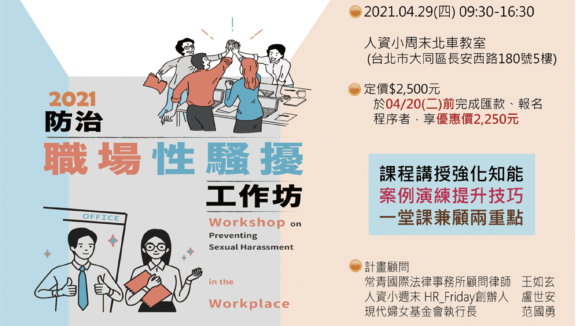 2021
防治
職場性騷擾
工作坊
Workshop on
Preventing
Sexual Harassment
in the
Workplace
OFFICE
2021.04.29(四) 09:30-16:30
人資小周末北車教室
(台北市大同區長安西路180號5樓)
定價$2,500元
於04/20(二)前完成匯款、報名
程序者，享優惠價2,250元
課程講授強化知能
案例演練提升技巧
一堂課兼顧兩重點
計畫顧問
常青國際法律事務所顧問律師 王如玄
人資小週末 HR_Friday創辦人 盧世安
現代婦女基金會執行長 范國勇